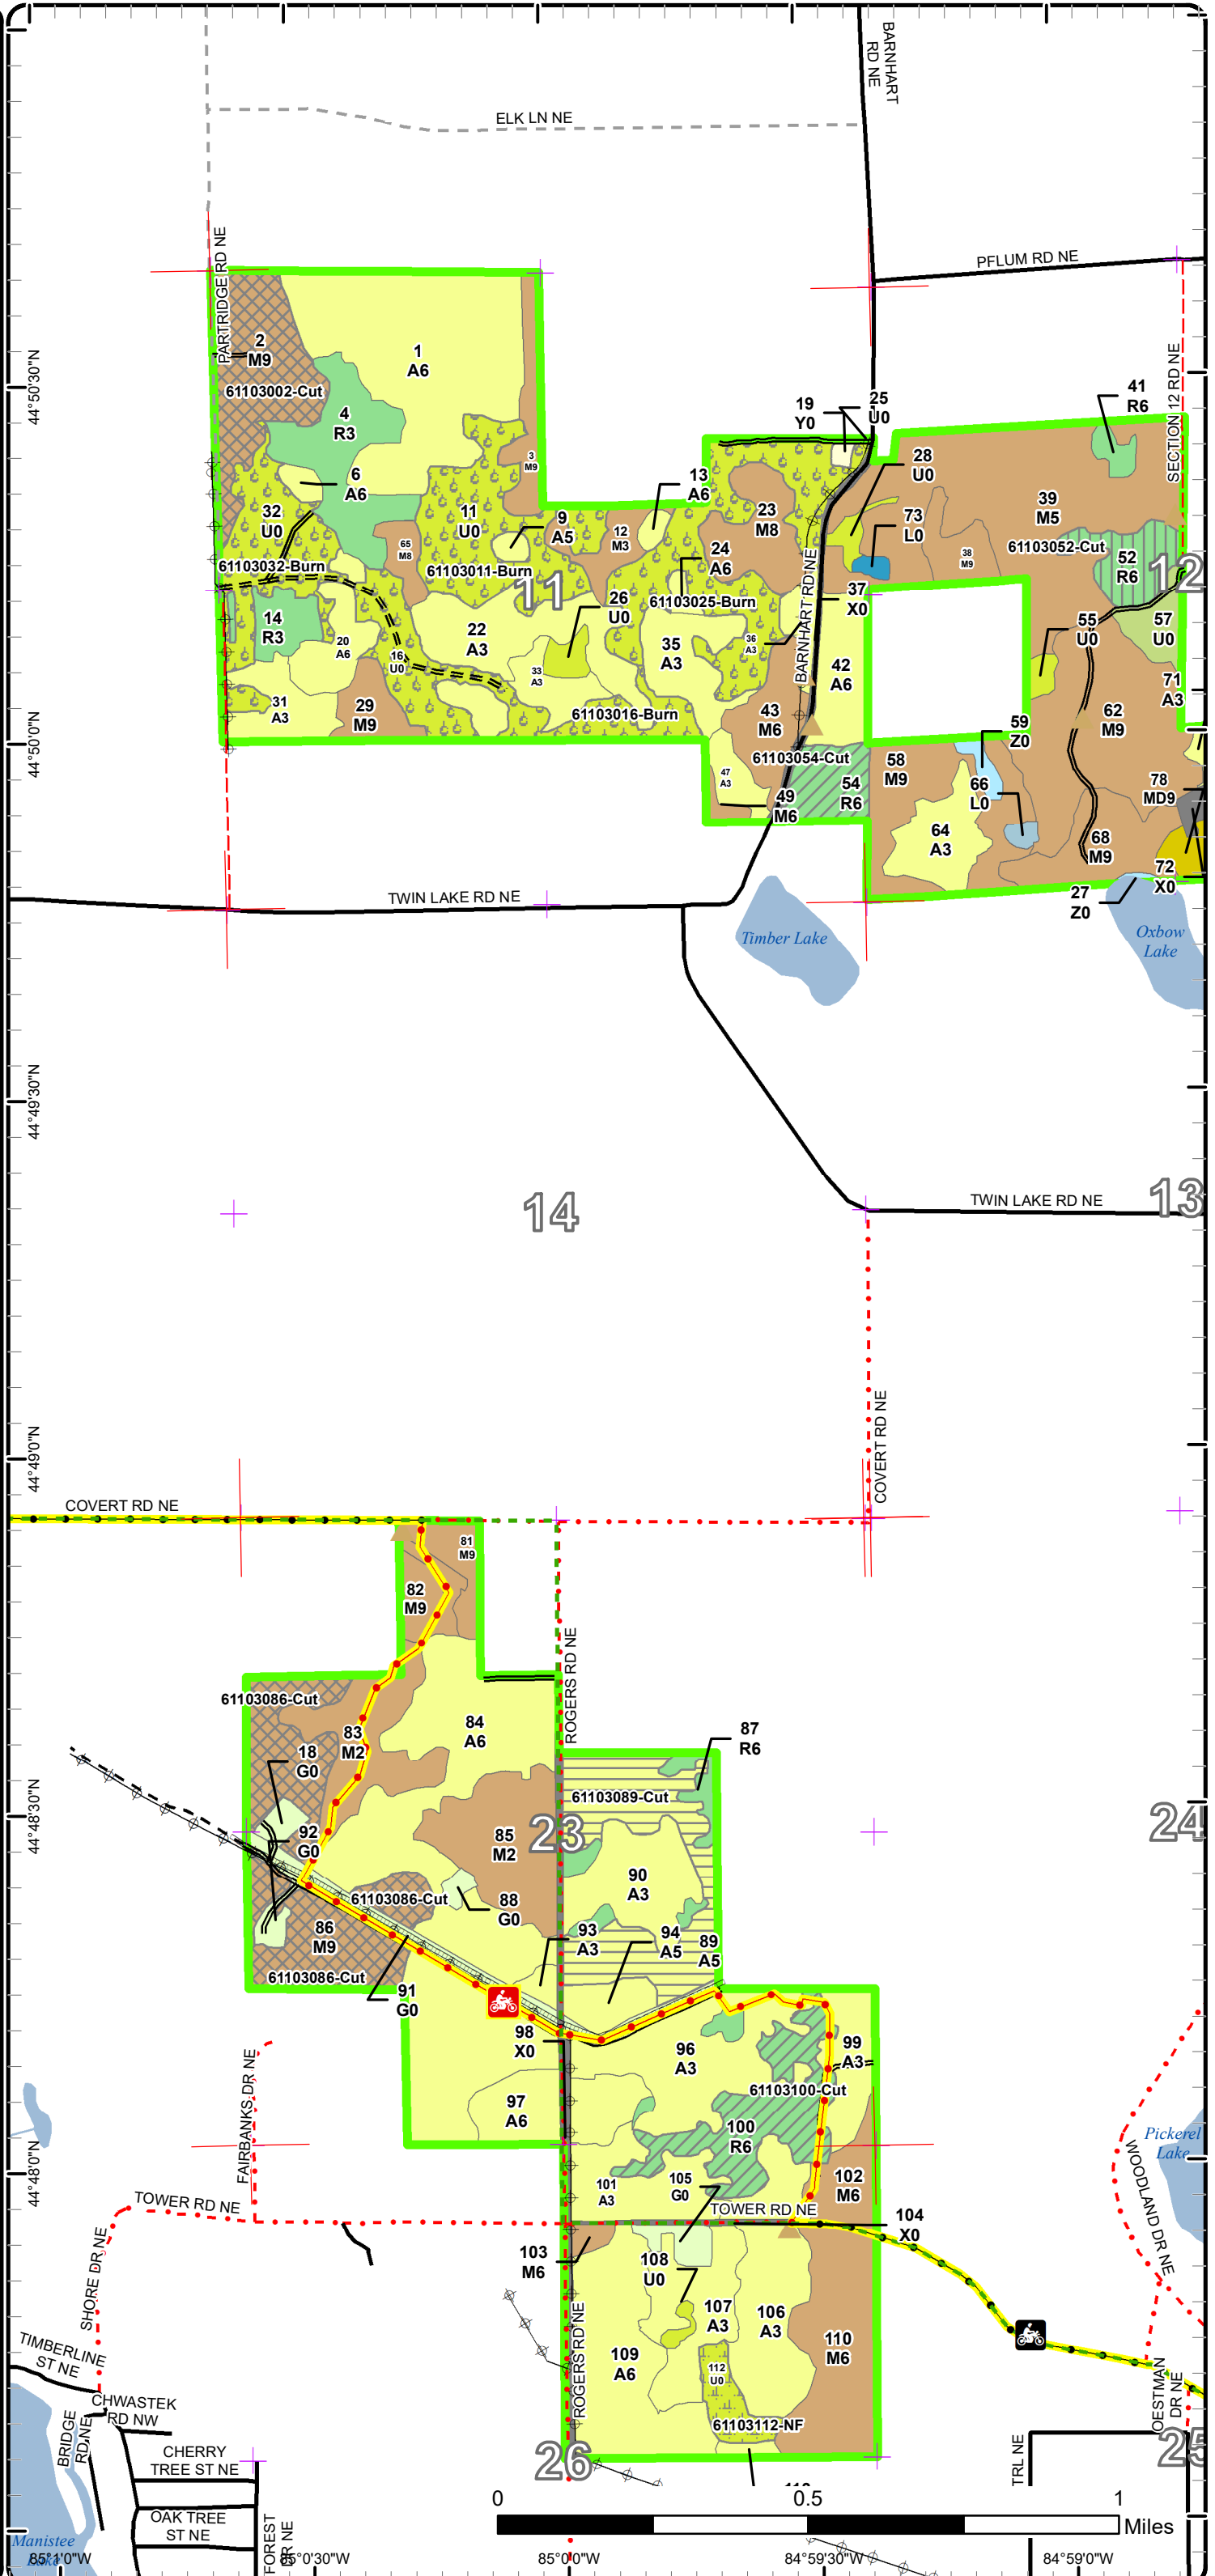 BARNHART
RD NE
ELK LN NE
PFLUM RD NE
PARTRIDGE RD NE
44°50'30"N
2
M9
61103002-Cut
1
A6
4
R3
3
M9
6
A6
32
U0
61103032-Burn
11
U0
65
M8
61103011-Burn
9
A5
12
M3
13
A6
19
Y0
25
U0
28
U0
23
M8
24
A6
61103025-Burn
73
L0
41
R6
SECTION 12 RD NE
39
M5
38
M9
61103052-Cut
52
R6
12
11
14
R3
20
A6
16
U0
22
A3
26
U0
33
A3
35
A3
36
A3
BARNHART RD NE
37
X0
42
A6
55
U0
57
U0
71
A3
31
A3
29
M9
61103016-Burn
43
M6
61103054-Cut
59
Z0
62
M9
44°50'0"N
47
A3
49
M6
54
R6
58
M9
66
L0
78
MD9
64
A3
68
M9
72
X0
27
Z0
TWIN LAKE RD NE
Timber Lake
Oxbow
Lake
44°49'30"N
14
13
TWIN LAKE RD NE
COVERT RD NE
44°49'0"N
COVERT RD NE
81
M9
82
M9
ROGERS RD NE
61103086-Cut
83
M2
84
A6
87
R6
18
G0
61103089-Cut
44°48'30"N
92
G0
85
M2
23
24
90
A3
61103086-Cut
88
G0
86
M9
93
A3
94
A5
89
A5
61103086-Cut
91
G0
98
X0
96
A3
99
A3
61103100-Cut
97
A6
100
R6
FAIRBANKS DR NE
44°48'0"N
Pickerel
Lake
WOODLAND DR NE
101
A3
105
G0
102
M6
TOWER RD NE
TOWER RD NE
104
X0
103
M6
108
U0
SHORE DR NE
107
A3
106
A3
110
M6
109
A6
112
U0
ROGERS RD NE
61103112-NF
TIMBERLINE
ST NE
CHWASTEK
RD NW
BRIDGE
RD NE
CHERRY
TREE ST NE
OAK TREE
ST NE
FOREST
DR NE
26
25
TRL NE
OESTMAN
DR NE
Manistee
Lake
0
0.5
1
Miles
85°1'0"W
85°0'30"W
85°0'0"W
84°59'30"W
84°59'0"W